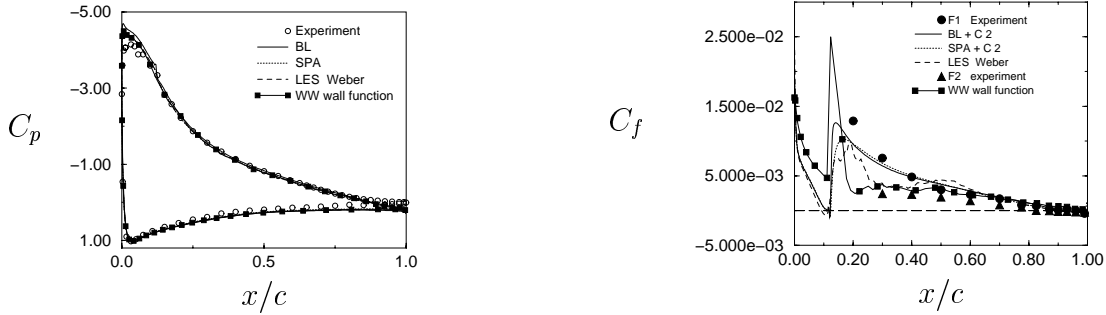 −5.00
−3.00
−1.00
1.00
0.0
0.5
1.0
C_p
x/c
Experiment
BL
SPA
LES Weber
WW wall function
2.500e−02
1.500e−02
5.000e−03
−5.000e−03
0.00
0.20
0.40
0.60
0.80
1.00
C_f
x/c
F1 Experiment
BL + C 2
SPA + C 2
LES Weber
F2 experiment
WW wall function